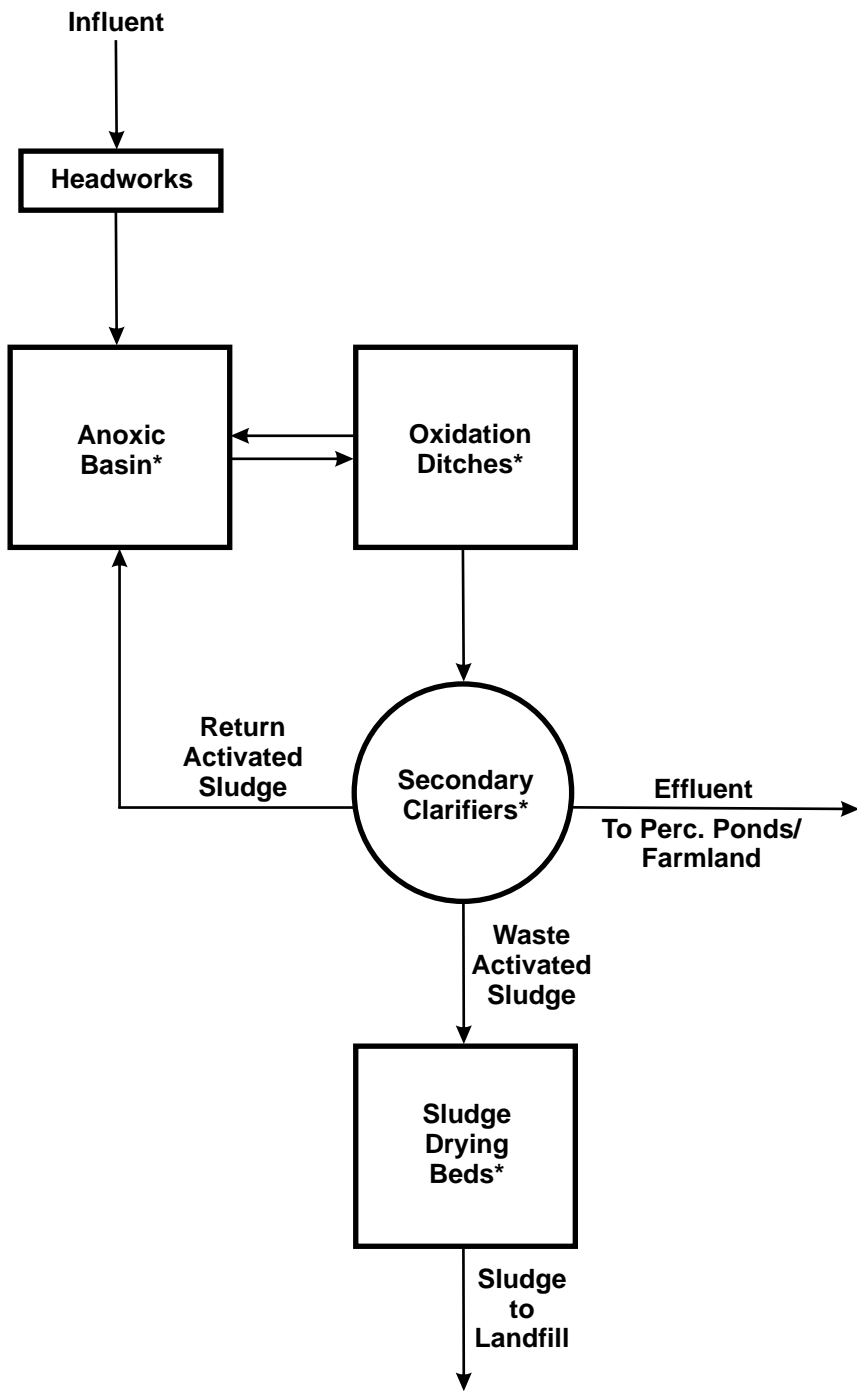 Influent
Headworks
Anoxic
Basin*
Oxidation
Ditches*
Return
Activated
Sludge
Secondary
Clarifiers*
Effluent
To Perc. Ponds/
Farmland
Waste
Activated
Sludge
Sludge
Drying
Beds*
Sludge
to
Landfill